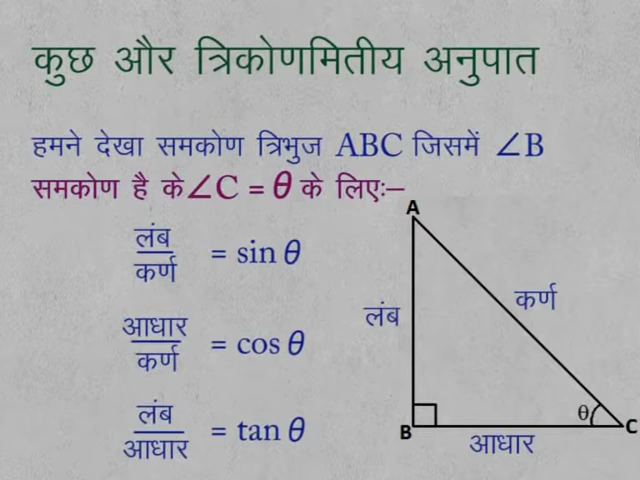 कुछ और त्रिकोणमितीय अनुपात
हमने देखा समकोण त्रिभुज ABC जिसमें ∠B
समकोण है के∠C = θ के लिएः–
लंब
कर्ण
= sin θ
आधार
कर्ण
= cos θ
लंब
आधार
= tan θ
A
लंब
कर्ण
θ
B
C
आधार